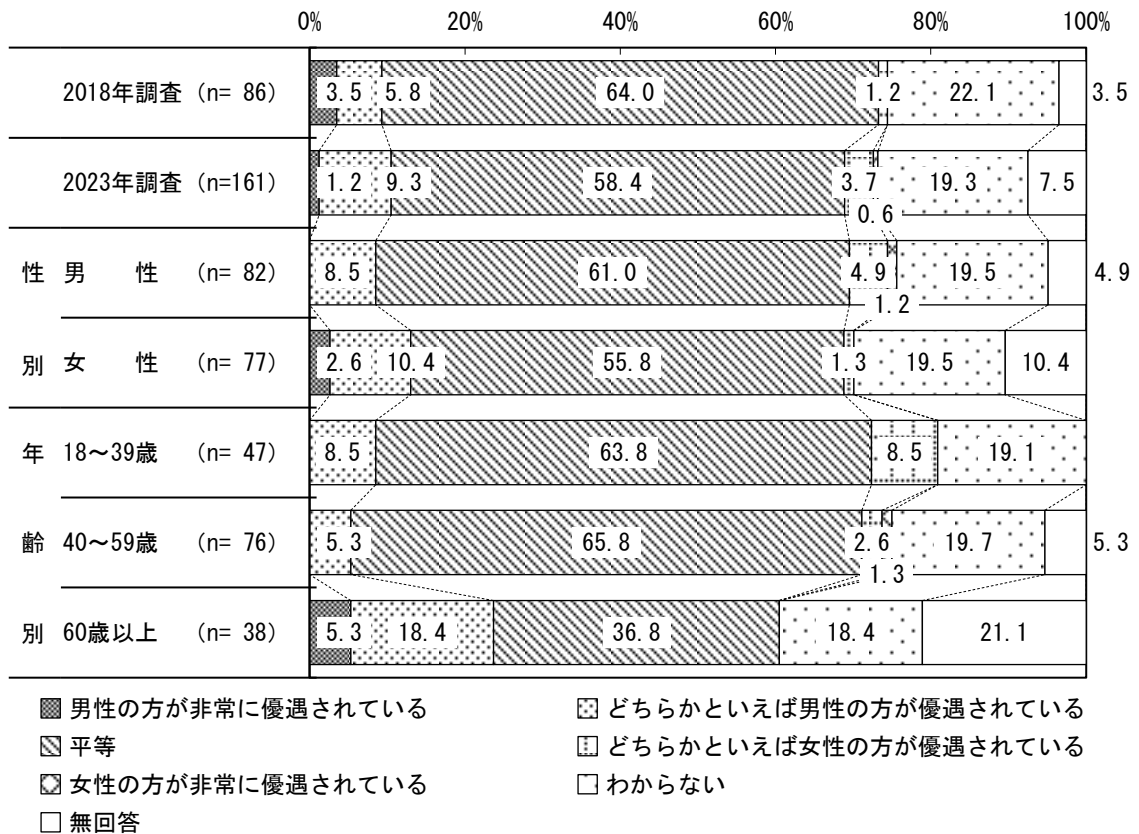 0% 20% 40% 60% 80% 100%
2018年調査 (n= 86) 3.5 5.8 64.0 1.2 22.1 3.5
2023年調査 (n=161) 1.2 9.3 58.4 3.7 19.3 7.5
0.6
性 男 性 (n= 82) 8.5 61.0 4.9 19.5 4.9
1.2
別 女 性 (n= 77) 2.6 10.4 55.8 1.3 19.5 10.4
年 18～39歳 (n= 47) 8.5 63.8 8.5 19.1
齢 40～59歳 (n= 76) 5.3 65.8 2.6 19.7 5.3
1.3
別 60歳以上 (n= 38) 5.3 18.4 36.8 18.4 21.1
男性の方が非常に優遇されている どちらかといえば男性の方が優遇されている
平等 どちらかといえば女性の方が優遇されている
女性の方が非常に優遇されている わからない
無回答